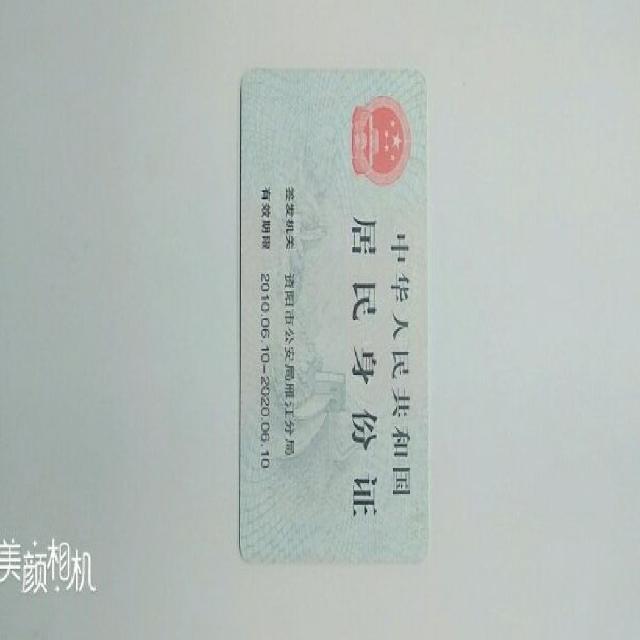 中华人民共和国
居民身份证
签发机关 资阳市公安局雁江分局
有效期限 2010.06.10-2020.06.10
美颜相机